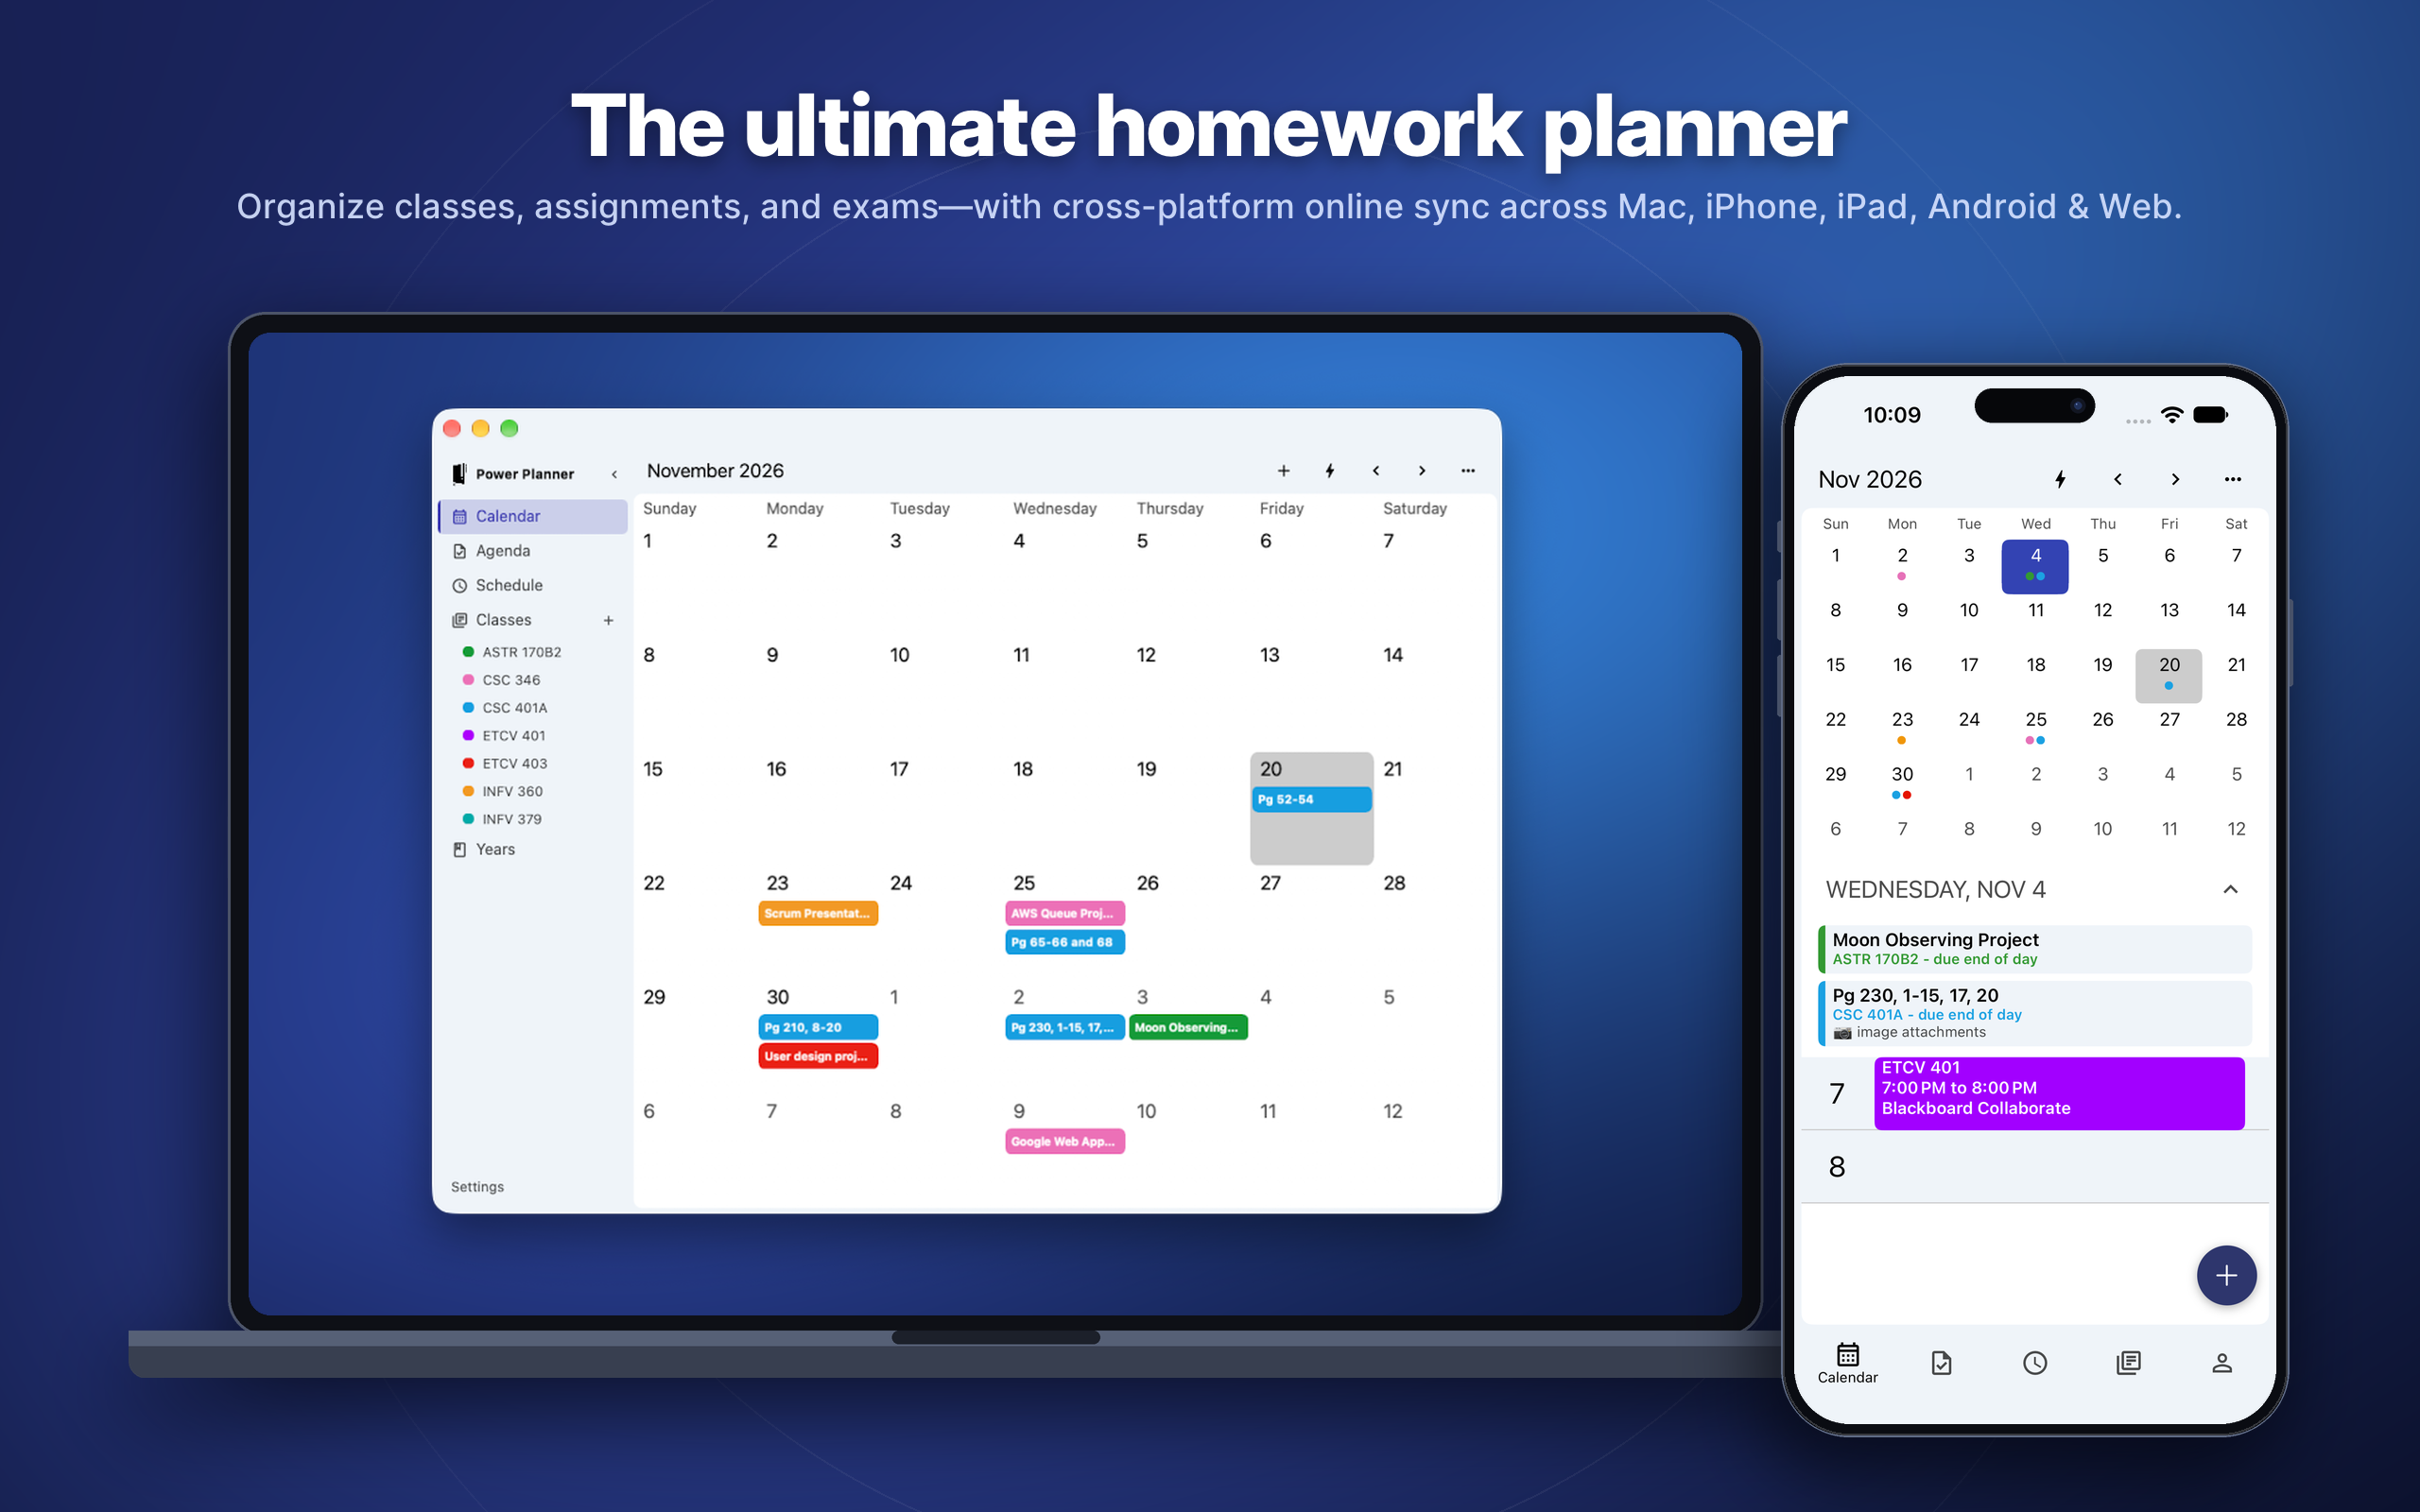 The ultimate homework planner
Organize classes, assignments, and exams—with cross-platform online sync across Mac, iPhone, iPad, Android & Web.
Power Planner
Calendar
Agenda
Schedule
Classes
ASTR 170B2
CSC 346
CSC 401A
ETCV 401
ETCV 403
INFV 360
INFV 379
Years
Settings
November 2026
Sunday Monday Tuesday Wednesday Thursday Friday Saturday
1 2 3 4 5 6 7
8 9 10 11 12 13 14
15 16 17 18 19 20 21
Pg 52-54
22 23 24 25 26 27 28
Scrum Presentat... AWS Queue Proj...
Pg 65-66 and 68
29 30 1 2 3 4 5
Pg 210, 8-20 Pg 230, 1-15, 17,... Moon Observing...
User design proj...
6 7 8 9 10 11 12
Google Web App...
10:09
Nov 2026
Sun Mon Tue Wed Thu Fri Sat
1 2 3 4 5 6 7
8 9 10 11 12 13 14
15 16 17 18 19 20 21
22 23 24 25 26 27 28
29 30 1 2 3 4 5
6 7 8 9 10 11 12
WEDNESDAY, NOV 4
Moon Observing Project
ASTR 170B2 - due end of day
Pg 230, 1-15, 17, 20
CSC 401A - due end of day
📷 image attachments
7
ETCV 401
7:00 PM to 8:00 PM
Blackboard Collaborate
8
Calendar